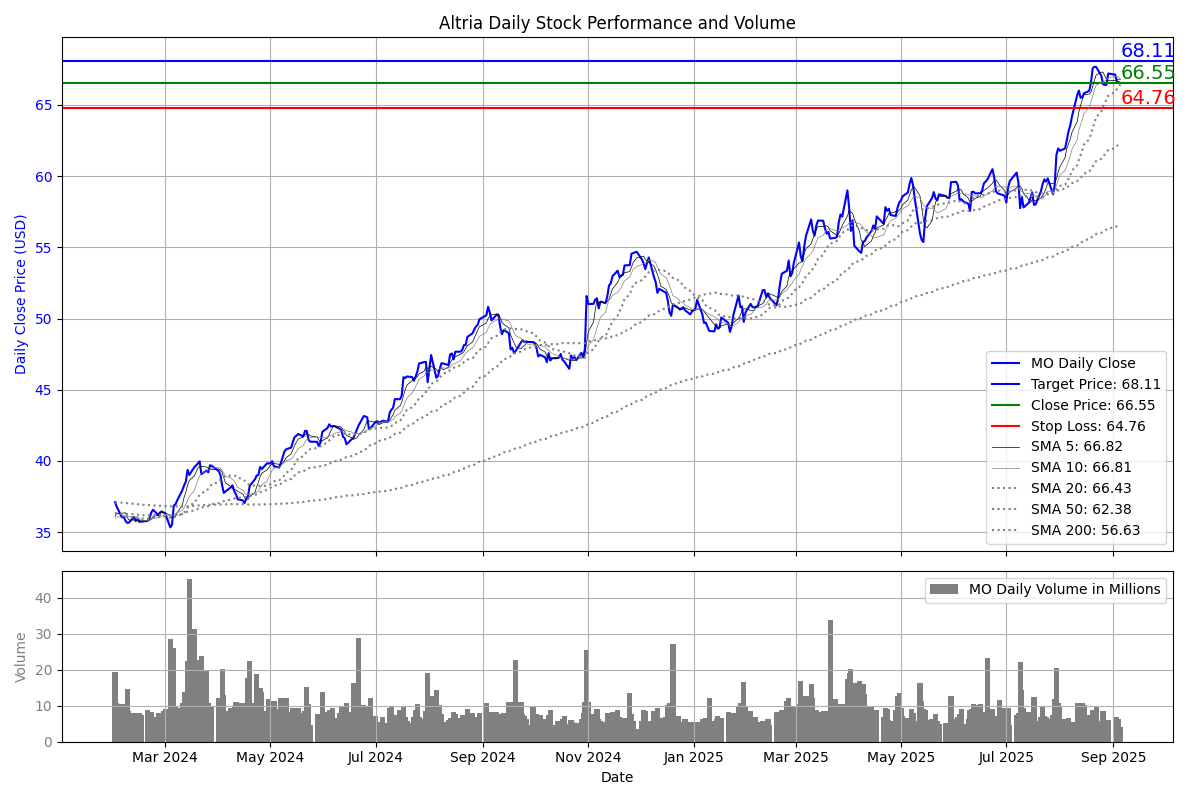 Altria Daily Stock Performance and Volume
68.11
66.55
64.76
65
60
55
50
45
40
35
Daily Close Price (USD)
MO Daily Close
Target Price: 68.11
Close Price: 66.55
Stop Loss: 64.76
SMA 5: 66.82
SMA 10: 66.81
SMA 20: 66.43
SMA 50: 62.38
SMA 200: 56.63
MO Daily Volume in Millions
40
30
20
10
0
Volume
Mar 2024
May 2024
Jul 2024
Sep 2024
Nov 2024
Jan 2025
Mar 2025
May 2025
Jul 2025
Sep 2025
Date